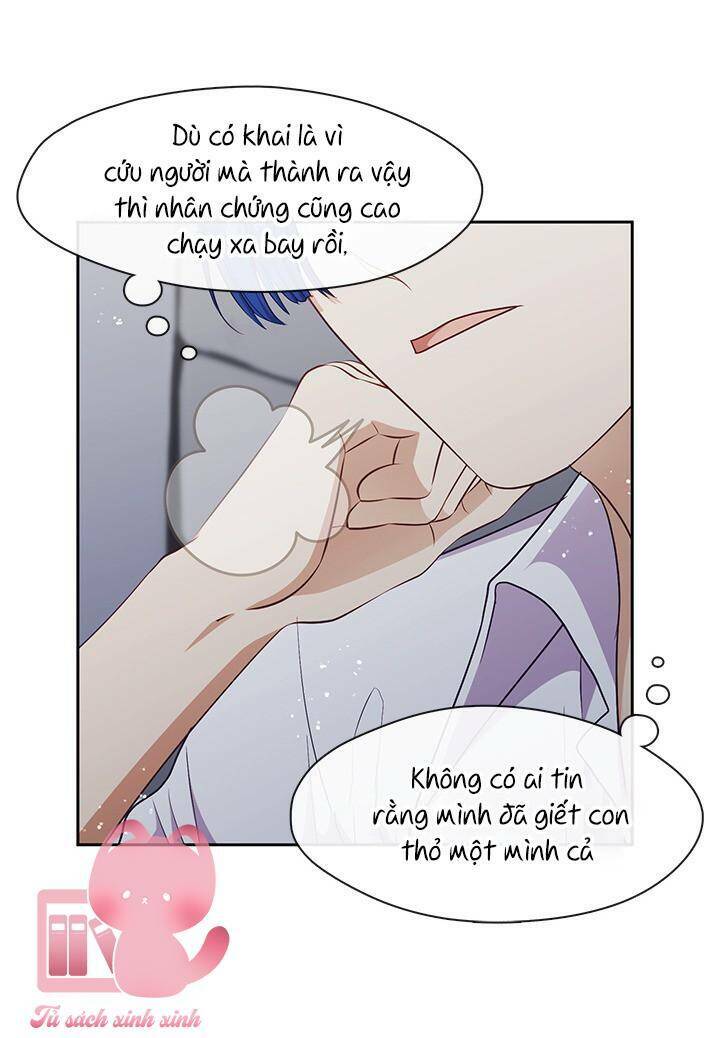 Dù có khai là vì
cứu người mà thành ra vậy
thì nhân chứng cũng cao
chạy xa bay rồi.
Không có ai tin
rằng mình đã giết con
thỏ một mình cả
Tủ sách xinh xinh